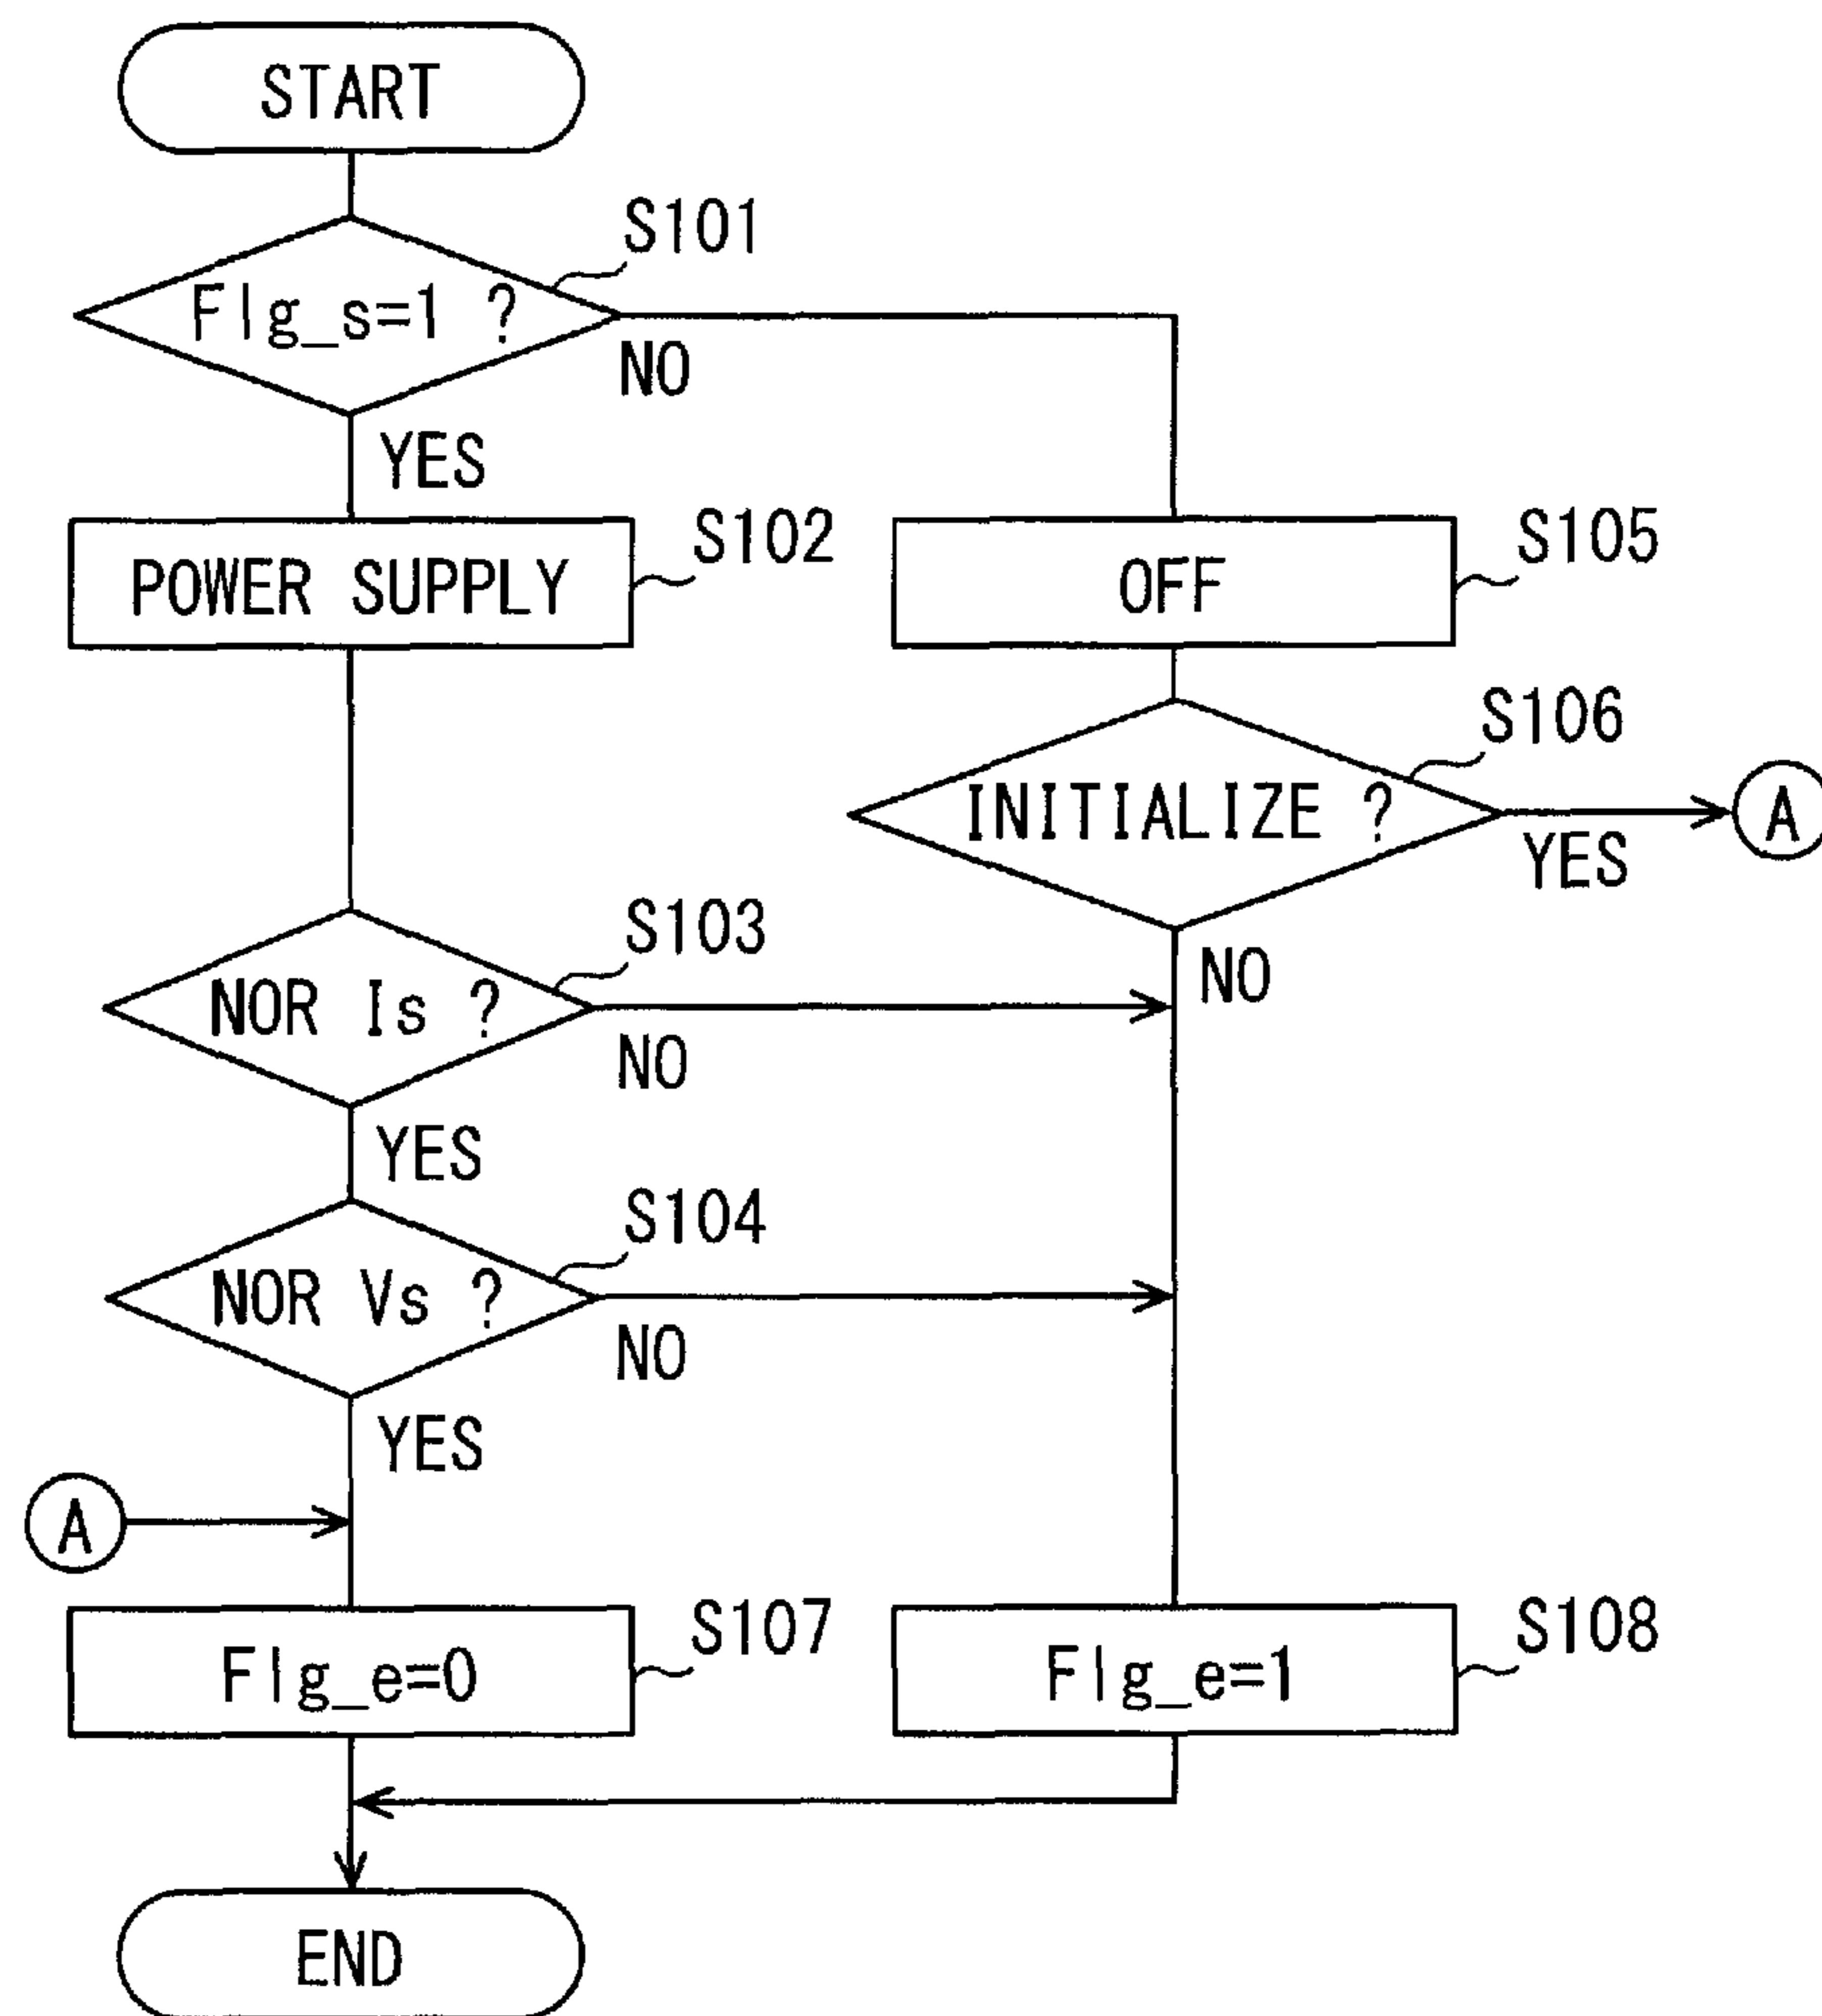 START
S101
Flg_s=1 ?
NO
YES
S102
POWER SUPPLY
S105
OFF
S106
INITIALIZE ?
A
YES
S103
NO
NOR Is ?
NO
YES
S104
NOR Vs ?
NO
YES
A
S107
Flg_e=0
S108
Flg_e=1
END